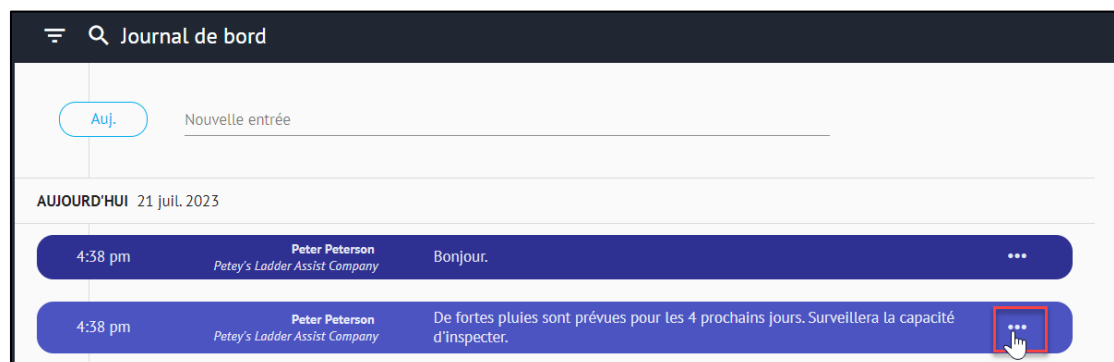 Journal de bord
Auj. Nouvelle entrée
AUJOURD'HUI 21 juil. 2023
4:38 pm Peter Peterson Bonjour.
Petey's Ladder Assist Company
4:38 pm Peter Peterson De fortes pluies sont prévues pour les 4 prochains jours. Surveillera la capacité
Petey's Ladder Assist Company d'inspecter.